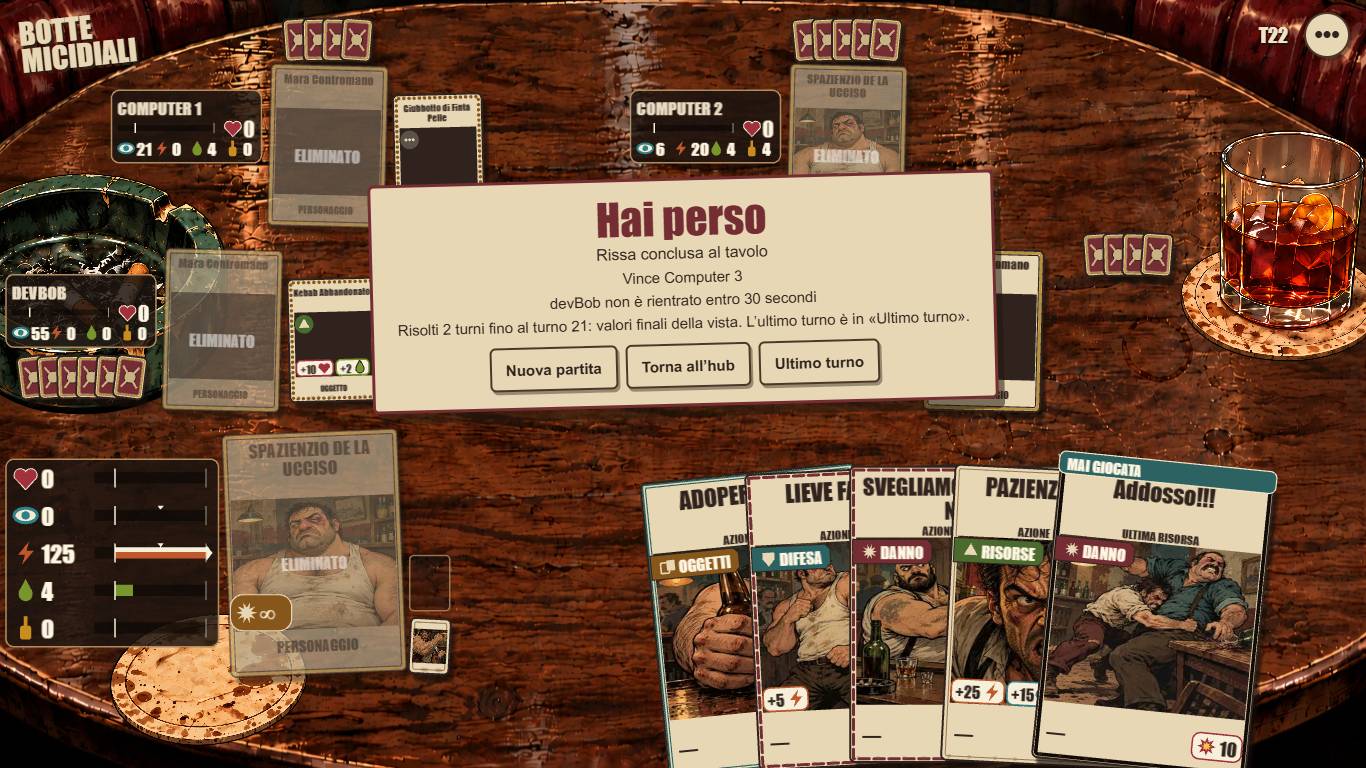 BOTTE
MICIDIALI
T22
COMPUTER 1
0
21 0 4 0
Mara Contromano
ELIMINATO
PERSONAGGIO
Giubbotto di Finta
Pelle
COMPUTER 2
0
6 20 4 4
SPAZIENZIO DE LA
UCCISO
ELIMINATO
DEVBOB
0
55 0 0 0
Mara Contromano
ELIMINATO
PERSONAGGIO
Kebab Abbandonato
+10 +2
OGGETTO
Hai perso
Rissa conclusa al tavolo
Vince Computer 3
devBob non è rientrato entro 30 secondi
Risolti 2 turni fino al turno 21: valori finali della vista. L'ultimo turno è in «Ultimo turno».
Nuova partita
Torna all'hub
Ultimo turno
0
0
125
4
0
SPAZIENZIO DE LA
UCCISO
ELIMINATO
∞
PERSONAGGIO
OGGETTI
—
LIEVE
DIFESA
+5
—
DANNO
—
AZIONE
RISORSE
+25 +15
—
MAI GIOCATA
Addosso!!!
ULTIMA RISORSA
DANNO
—
10